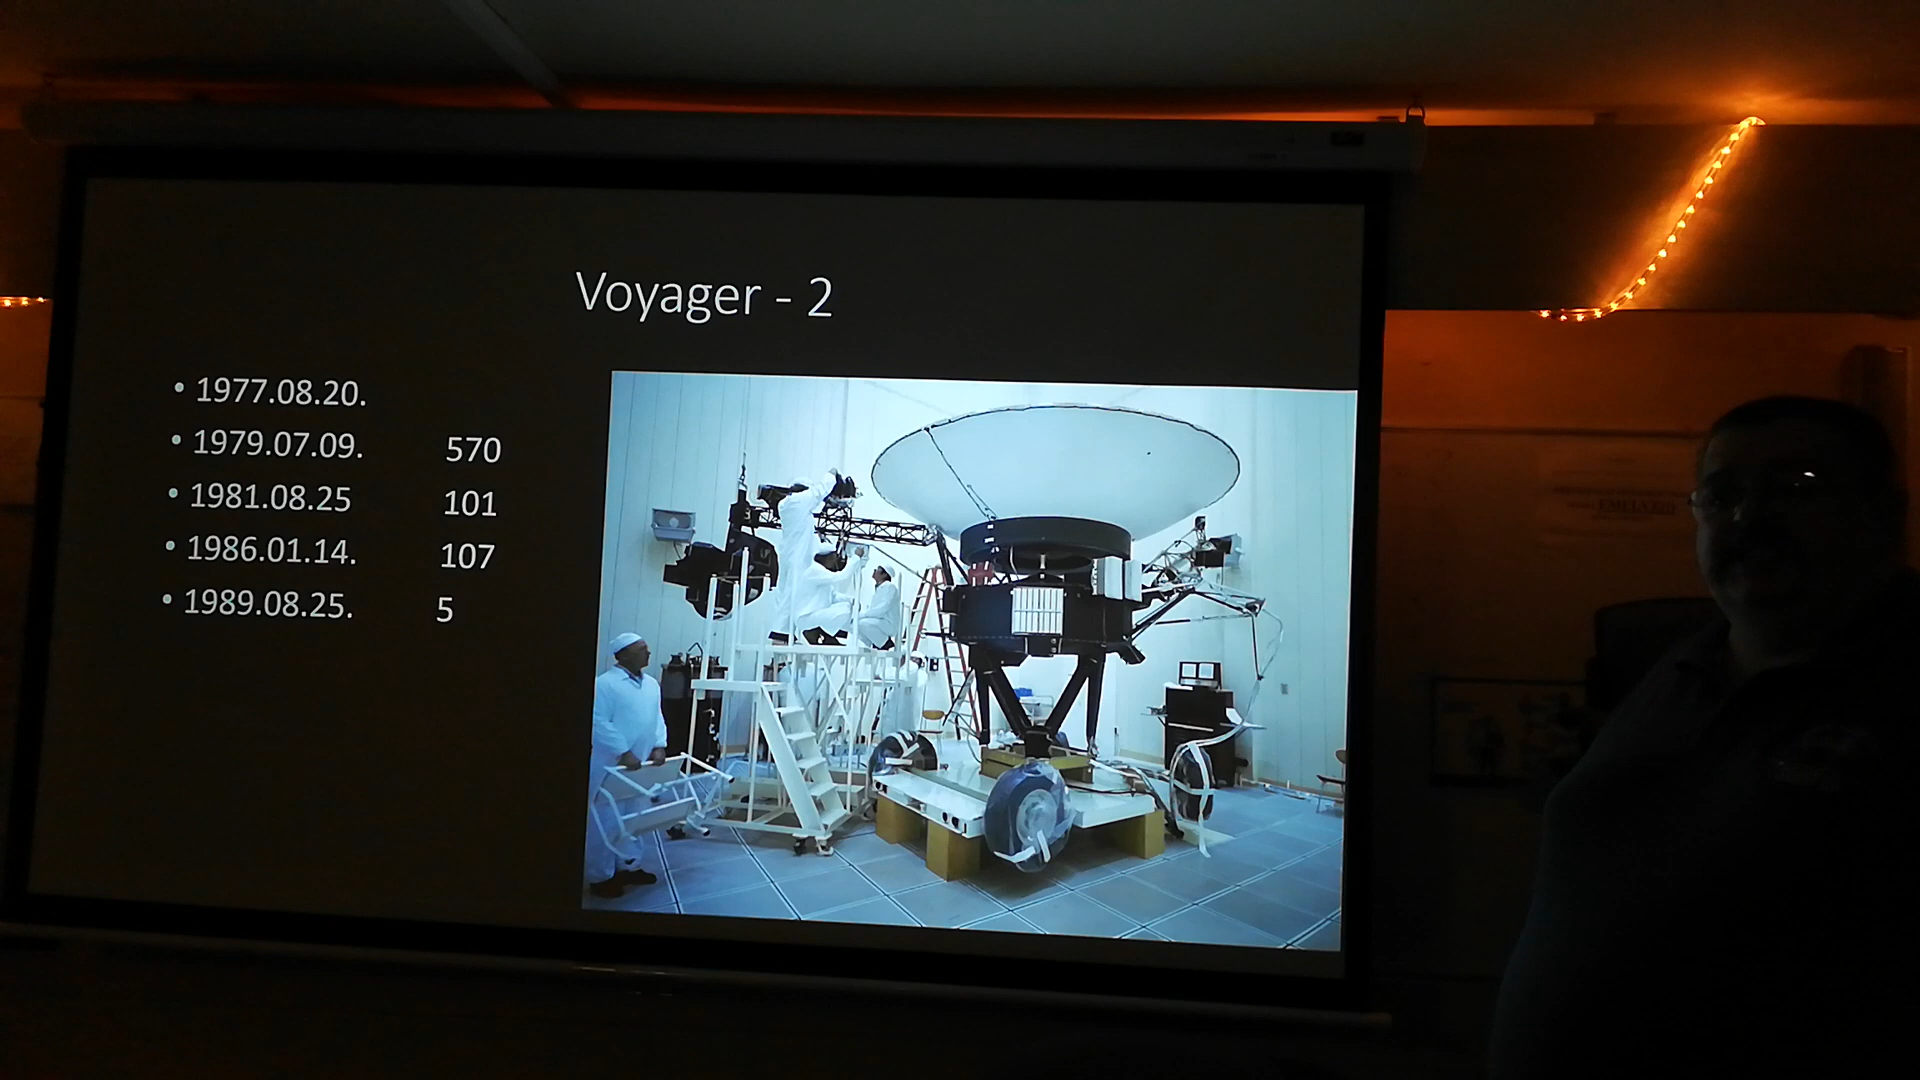 Voyager - 2
• 1977.08.20.
• 1979.07.09. 570
• 1981.08.25 101
• 1986.01.14. 107
• 1989.08.25. 5